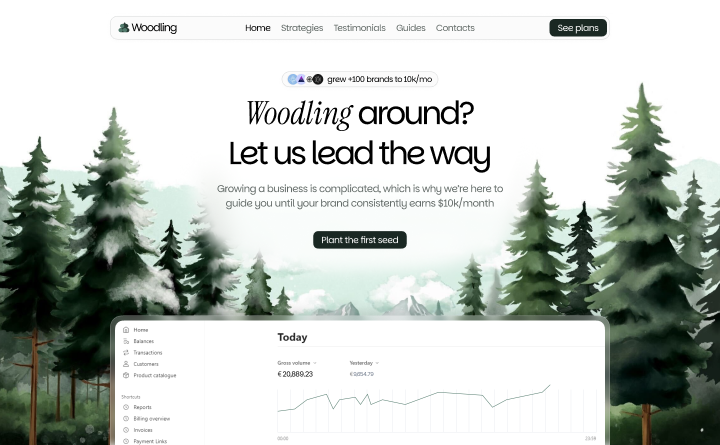 Woodling
Home Strategies Testimonials Guides Contacts
See plans
grew +100 brands to 10k/mo
Woodling around?
Let us lead the way
Growing a business is complicated, which is why we're here to
guide you until your brand consistently earns $10k/month
Plant the first seed
Home
Balances
Transactions
Customers
Product catalogue
Shortcuts
Reports
Billing overview
Invoices
Payment Links
Today
Gross volume
Yesterday
€ 20,889.23
€ 9,854.79
00:00
23:59